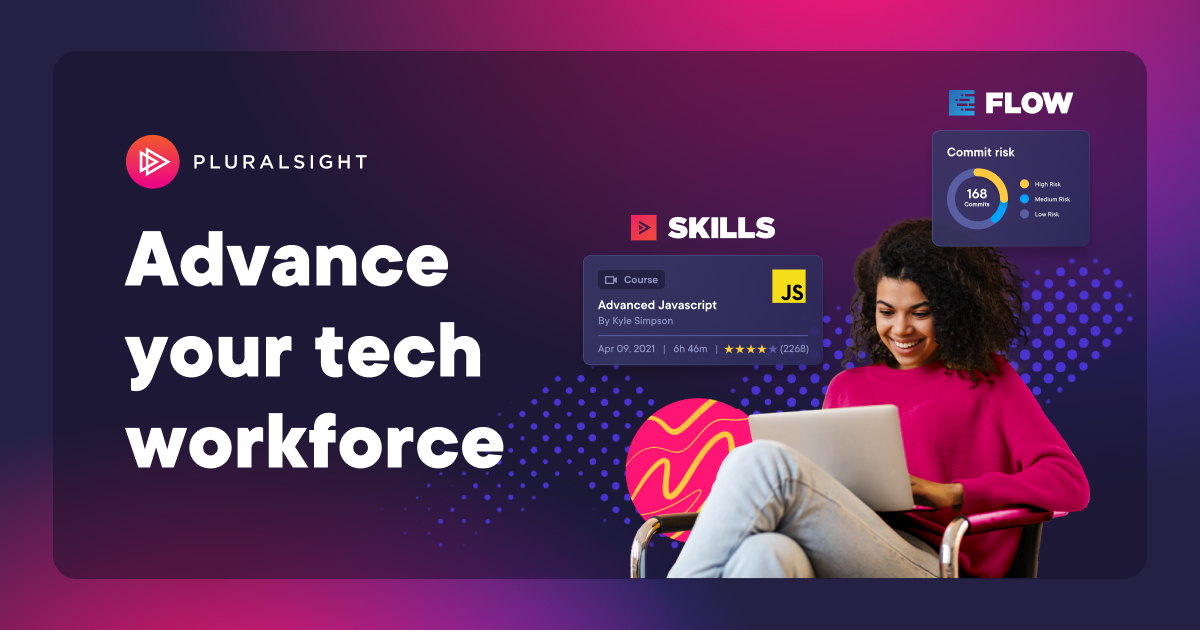 PLURALSIGHT
Advance
your tech
workforce
SKILLS
Course
JS
Advanced Javascript
By Kyle Simpson
Apr 09, 2021 | 6h 46m | ★★★★★ (2268)
FLOW
Commit risk
168
Commits
High Risk
Medium Risk
Low Risk